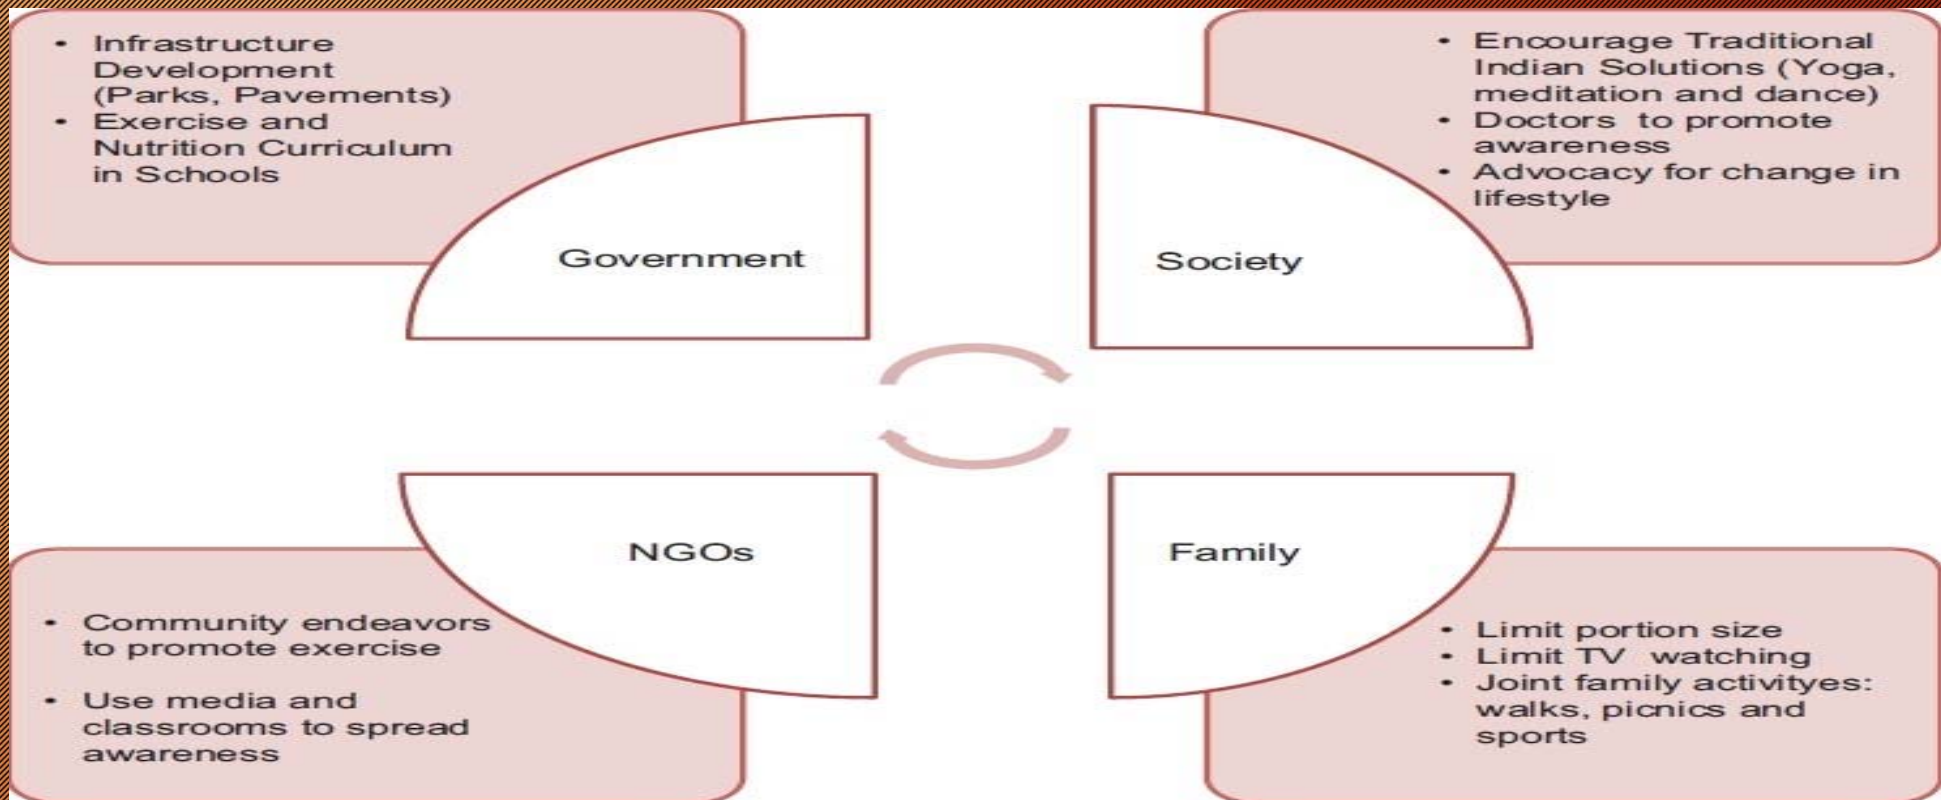 • Infrastructure
Development
(Parks, Pavements)
• Exercise and
Nutrition Curriculum
in Schools
Government
• Encourage Traditional
Indian Solutions (Yoga,
meditation and dance)
• Doctors to promote
awareness
• Advocacy for change in
lifestyle
Society
NGOs
• Community endeavors
to promote exercise
• Use media and
classrooms to spread
awareness
Family
• Limit portion size
• Limit TV watching
• Joint family activityes:
walks, picnics and
sports